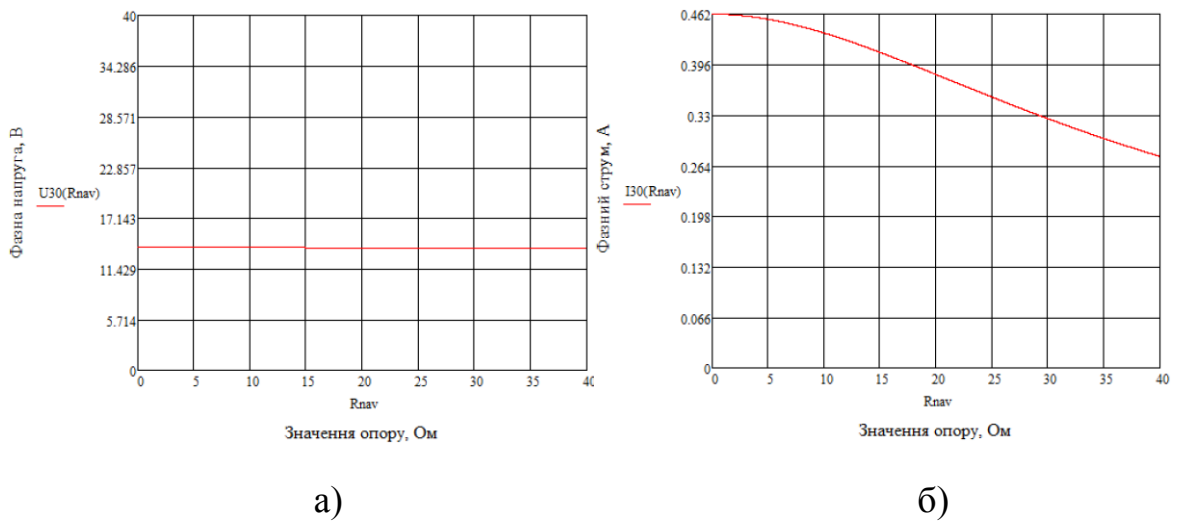 Фазна напруга, В
U30(Rnav)
40
34.286
28.571
22.857
17.143
11.429
5.714
0
0 5 10 15 20 25 30 35 40
Rnav
Значення опору, Ом
а)
Фазний струм, А
I30(Rnav)
0.462
0.396
0.33
0.264
0.198
0.132
0.066
0
0 5 10 15 20 25 30 35 40
Rnav
Значення опору, Ом
б)